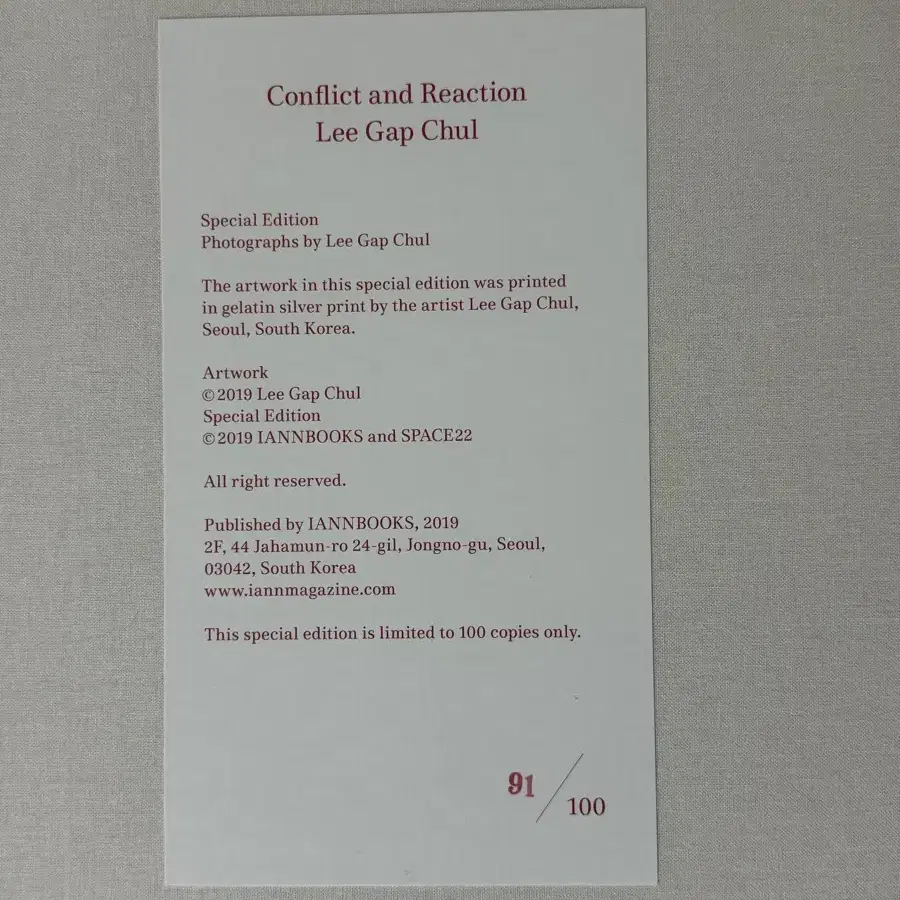 Conflict and Reaction
Lee Gap Chul
Special Edition
Photographs by Lee Gap Chul
The artwork in this special edition was printed
in gelatin silver print by the artist Lee Gap Chul,
Seoul, South Korea.
Artwork
©2019 Lee Gap Chul
Special Edition
©2019 IANNBOOKS and SPACE22
All right reserved.
Published by IANNBOOKS, 2019
2F, 44 Jahamun-ro 24-gil, Jongno-gu, Seoul,
03042, South Korea
www.iannmagazine.com
This special edition is limited to 100 copies only.
91/100